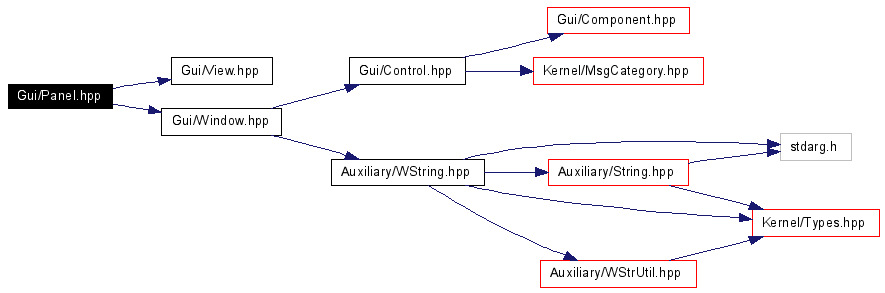 Gui/Component.hpp
Gui/View.hpp
Gui/Control.hpp
Kernel/MsgCategory.hpp
Gui/Panel.hpp
Gui/Window.hpp
stdarg.h
Auxiliary/WString.hpp
Auxiliary/String.hpp
Kernel/Types.hpp
Auxiliary/WStrUtil.hpp